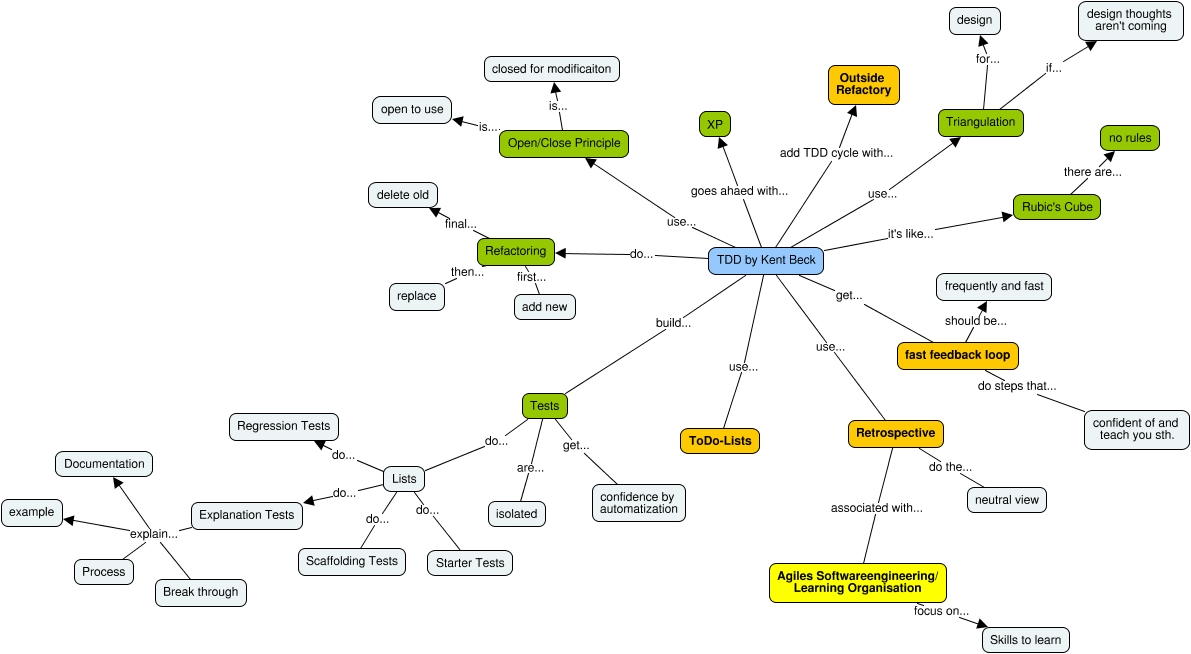 design
design thoughts
aren't coming
for...
if...
closed for modificaiton
Outside
Refactory
open to use
is...
is....
XP
Triangulation
Open/Close Principle
no rules
add TDD cycle with...
there are...
goes ahaed with...
use...
delete old
Rubic's Cube
final...
use...
it's like...
Refactoring
do...
TDD by Kent Beck
then...
first...
replace
add new
get...
frequently and fast
should be...
build...
use...
fast feedback loop
use...
do steps that...
Tests
Regression Tests
do...
get...
ToDo-Lists
Retrospective
confident of and
teach you sth.
Documentation
do...
are...
do the...
Lists
do...
example
Explanation Tests
isolated
confidence by
automatization
neutral view
associated with...
do...
do...
explain...
Process
Scaffolding Tests
Starter Tests
Break through
Agiles Softwareengineering/
Learning Organisation
focus on...
Skills to learn